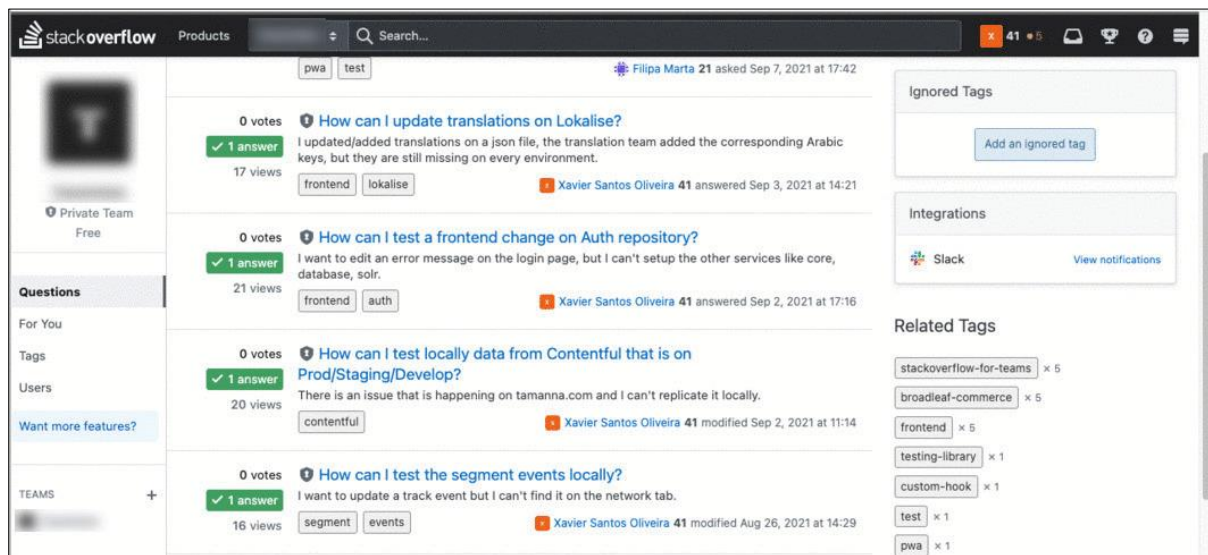 stackoverflow Products Search... 41 5
pwa test
Filipa Marta 21 asked Sep 7, 2021 at 17:42
0 votes
1 answer
17 views
How can I update translations on Lokalise?
I updated/added translations on a json file, the translation team added the corresponding Arabic
keys, but they are still missing on every environment.
frontend lokalise
Xavier Santos Oliveira 41 answered Sep 3, 2021 at 14:21
0 votes
1 answer
21 views
How can I test a frontend change on Auth repository?
I want to edit an error message on the login page, but I can't setup the other services like core,
database, solr.
frontend auth
Xavier Santos Oliveira 41 answered Sep 2, 2021 at 17:16
0 votes
1 answer
20 views
How can I test locally data from Contentful that is on
Prod/Staging/Develop?
There is an issue that is happening on tamanna.com and I can't replicate it locally.
contentful
Xavier Santos Oliveira 41 modified Sep 2, 2021 at 11:14
0 votes
1 answer
16 views
How can I test the segment events locally?
I want to update a track event but I can't find it on the network tab.
segment events
Xavier Santos Oliveira 41 modified Aug 26, 2021 at 14:29
Private Team
Free
Questions
For You
Tags
Users
Want more features?
TEAMS +
Ignored Tags
Add an ignored tag
Integrations
Slack View notifications
Related Tags
stackoverflow-for-teams × 5
broadleaf-commerce × 5
frontend × 5
testing-library × 1
custom-hook × 1
test × 1
pwa × 1